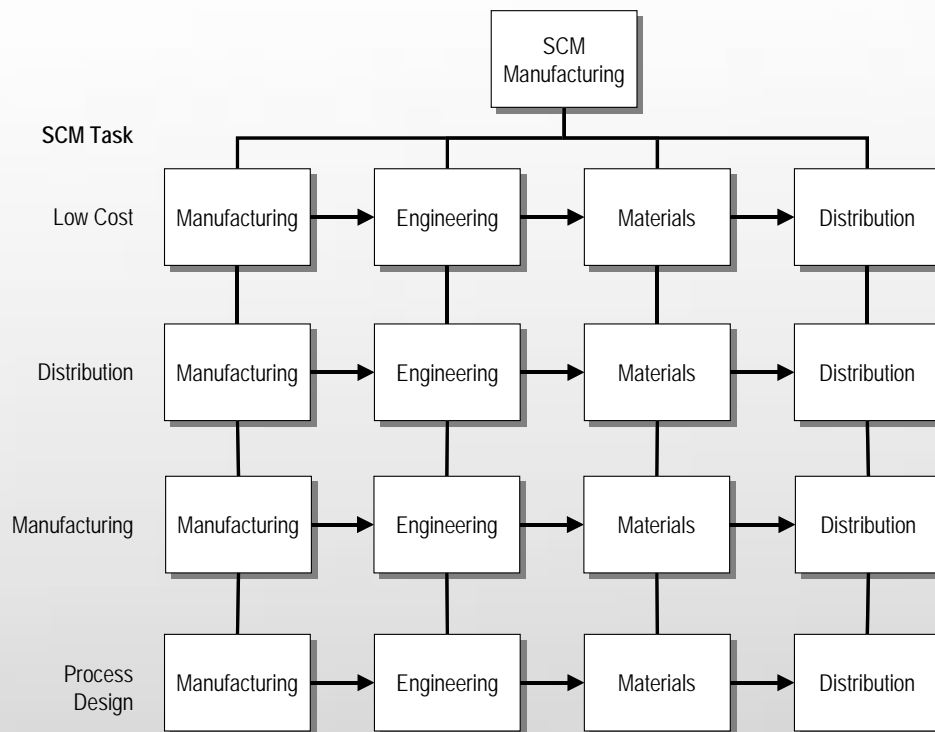 SCM
Manufacturing
SCM Task
Low Cost
Manufacturing
Engineering
Materials
Distribution
Distribution
Manufacturing
Engineering
Materials
Distribution
Manufacturing
Manufacturing
Engineering
Materials
Distribution
Process
Design
Manufacturing
Engineering
Materials
Distribution